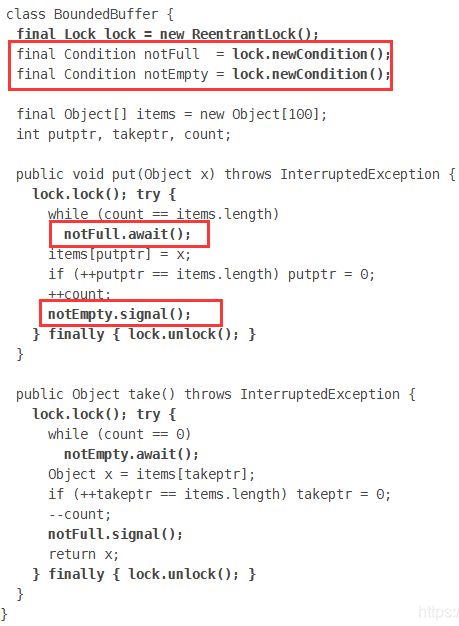 class BoundedBuffer {
  final Lock lock = new ReentrantLock();
  final Condition notFull  = lock.newCondition();
  final Condition notEmpty = lock.newCondition();
  final Object[] items = new Object[100];
  int putptr, takeptr, count;
  public void put(Object x) throws InterruptedException {
    lock.lock(); try {
      while (count == items.length)
        notFull.await();
      items[putptr] = x;
      if (++putptr == items.length) putptr = 0;
      ++count;
      notEmpty.signal();
    } finally { lock.unlock(); }
  }
  public Object take() throws InterruptedException {
    lock.lock(); try {
      while (count == 0)
        notEmpty.await();
      Object x = items[takeptr];
      if (++takeptr == items.length) takeptr = 0;
      --count;
      notFull.signal();
      return x;
    } finally { lock.unlock(); }
  }
}
https:/